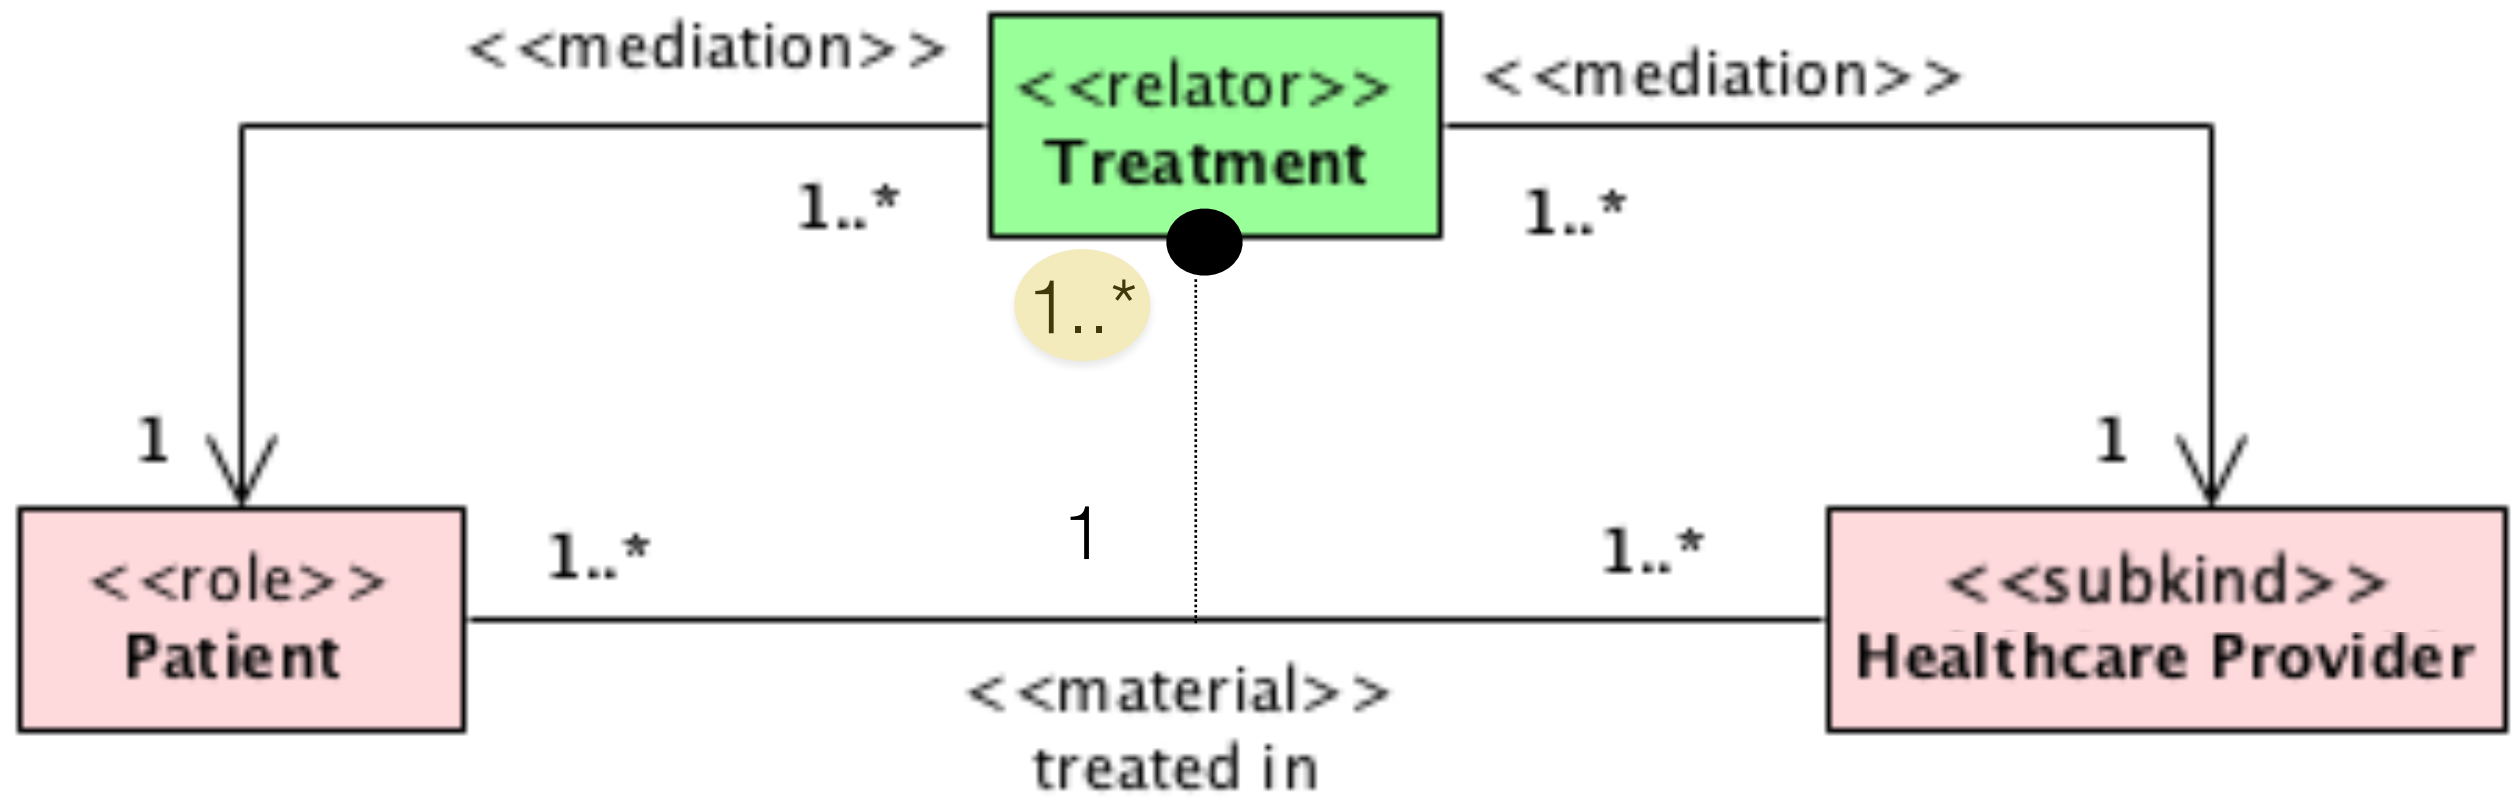 <<mediation>>
<<relator>>
Treatment
<<mediation>>
1..*
1..*
1..*
1
1
<<role>>
Patient
1..*
1
1..*
<<subkind>>
Healthcare Provider
<<material>>
treated in